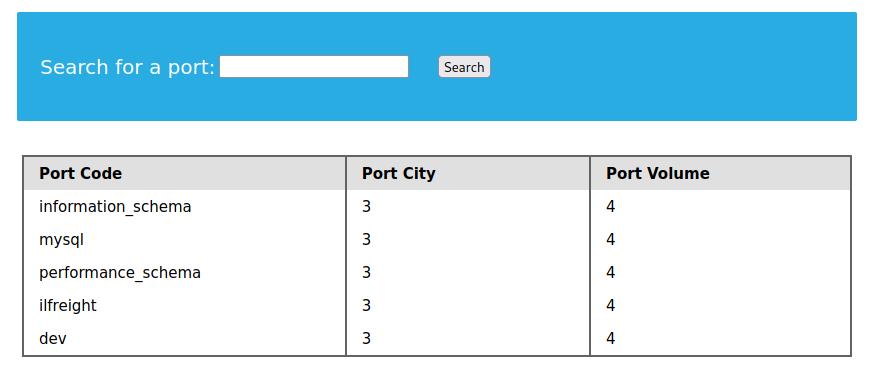 Search for a port: Search
Port Code Port City Port Volume
information_schema 3 4
mysql 3 4
performance_schema 3 4
ilfreight 3 4
dev 3 4